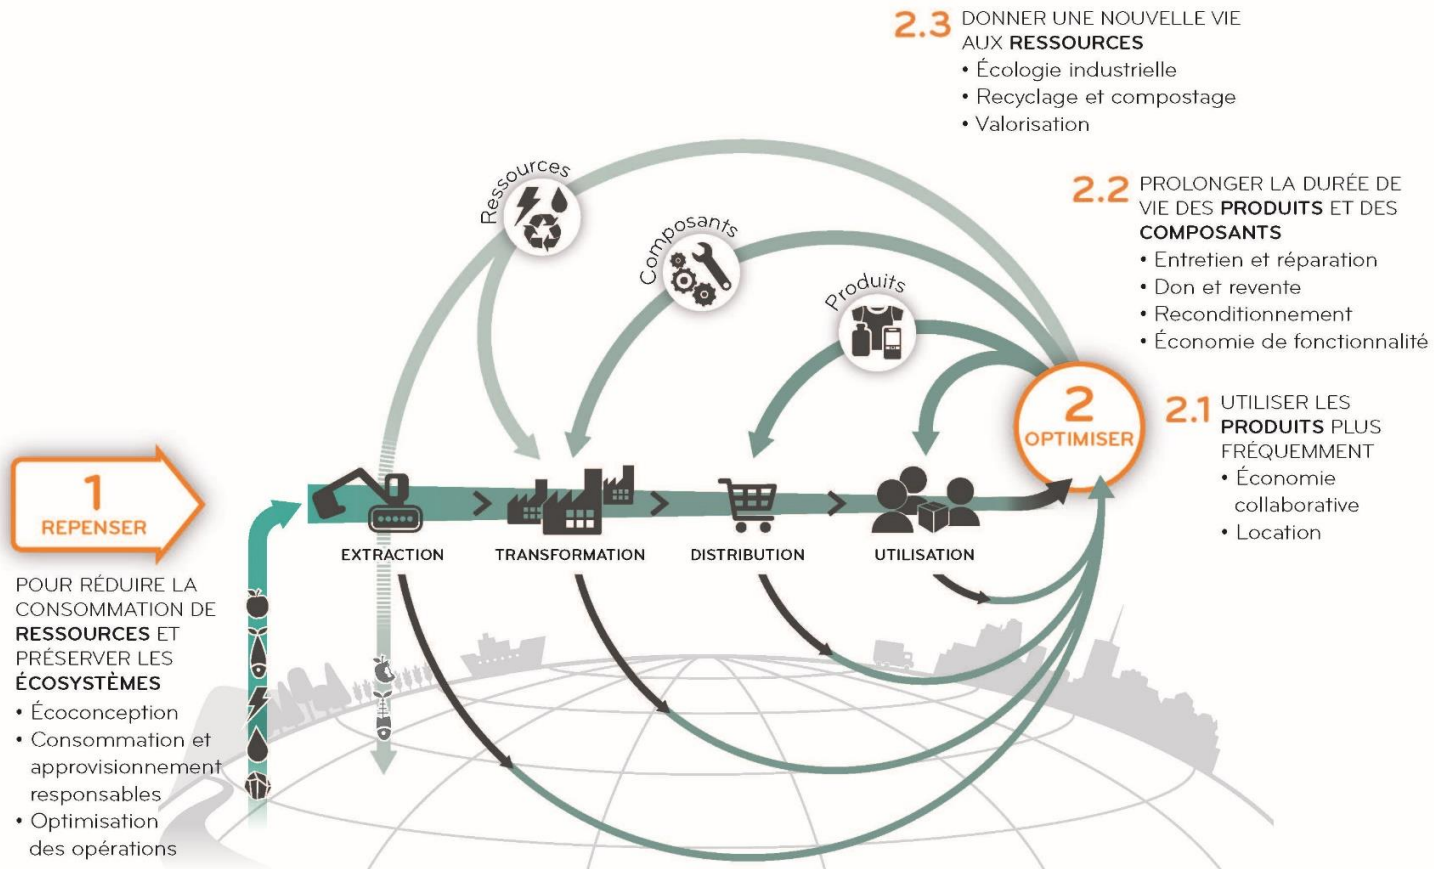 2.3 DONNER UNE NOUVELLE VIE
AUX RESSOURCES
• Écologie industrielle
• Recyclage et compostage
• Valorisation
2.2 PROLONGER LA DURÉE DE
VIE DES PRODUITS ET DES
COMPOSANTS
• Entretien et réparation
• Don et revente
• Reconditionnement
• Économie de fonctionnalité
Ressources
Composants
Produits
2
OPTIMISER
2.1 UTILISER LES
PRODUITS PLUS
FRÉQUEMMENT
• Économie
collaborative
• Location
1
REPENSER
EXTRACTION
TRANSFORMATION
DISTRIBUTION
UTILISATION
POUR RÉDUIRE LA
CONSOMMATION DE
RESSOURCES ET
PRÉSERVER LES
ÉCOSYSTÈMES
• Écoconception
• Consommation et
approvisionnement
responsables
• Optimisation
des opérations